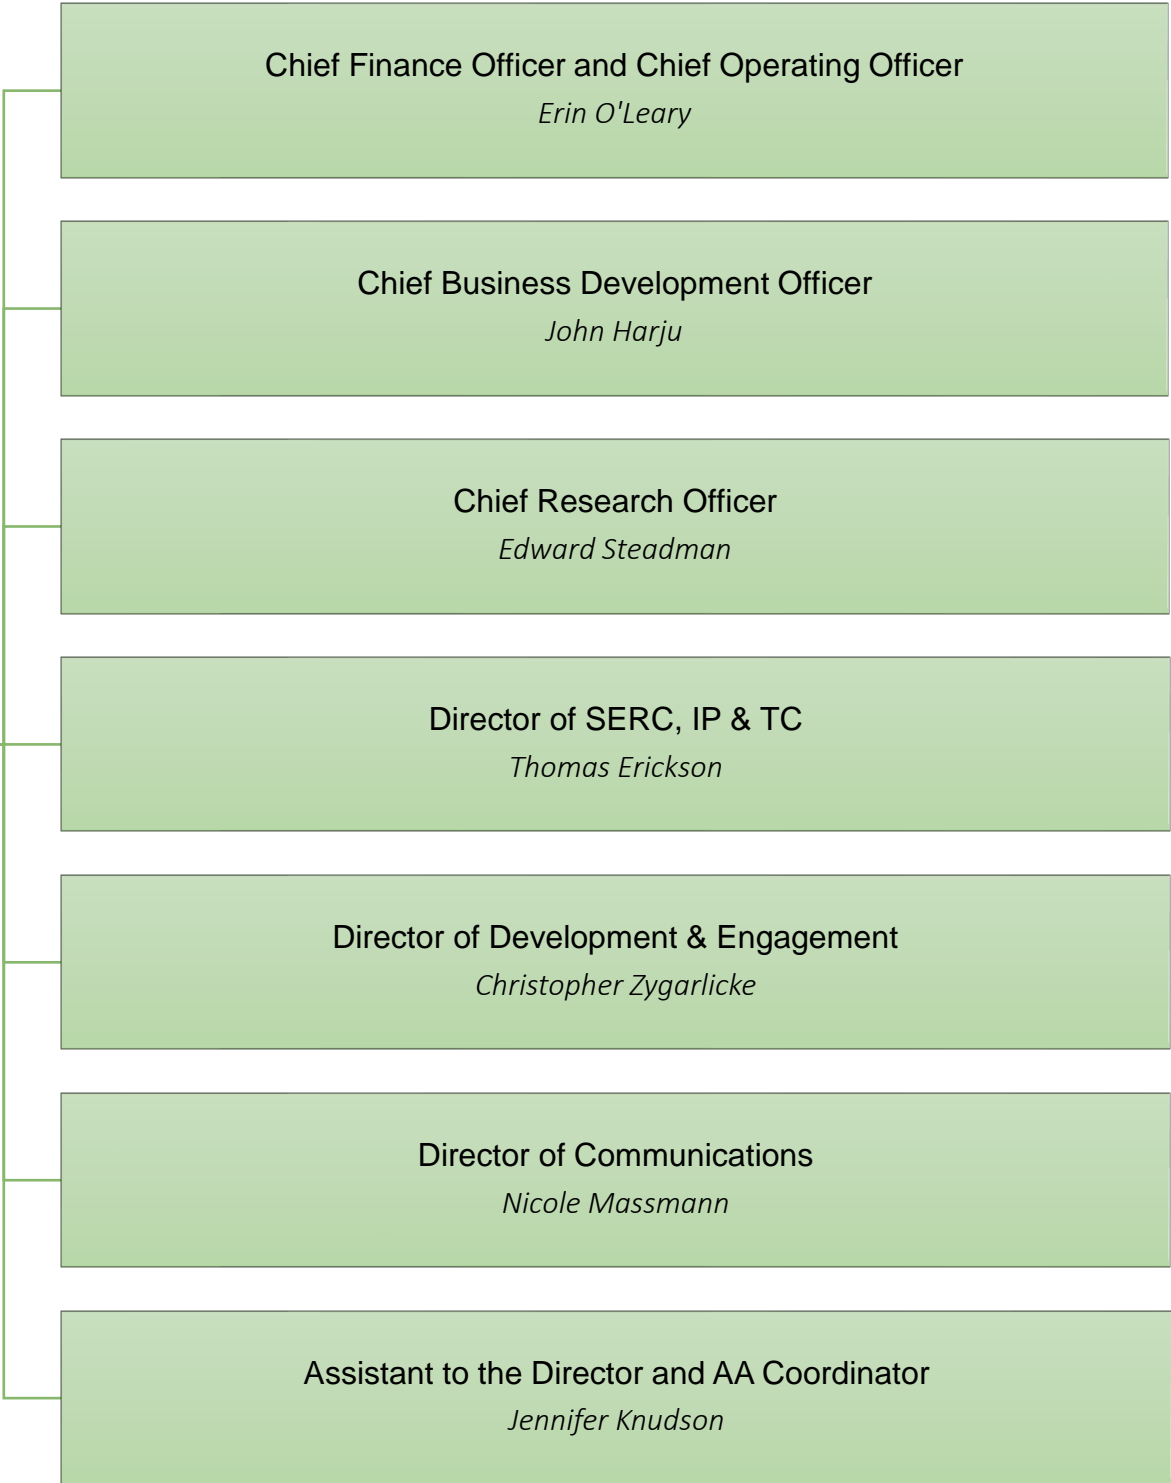 Chief Finance Officer and Chief Operating Officer
Erin O'Leary
Chief Business Development Officer
John Harju
Chief Research Officer
Edward Steadman
Director of SERC, IP & TC
Thomas Erickson
Director of Development & Engagement
Christopher Zygarlicke
Director of Communications
Nicole Massmann
Assistant to the Director and AA Coordinator
Jennifer Knudson